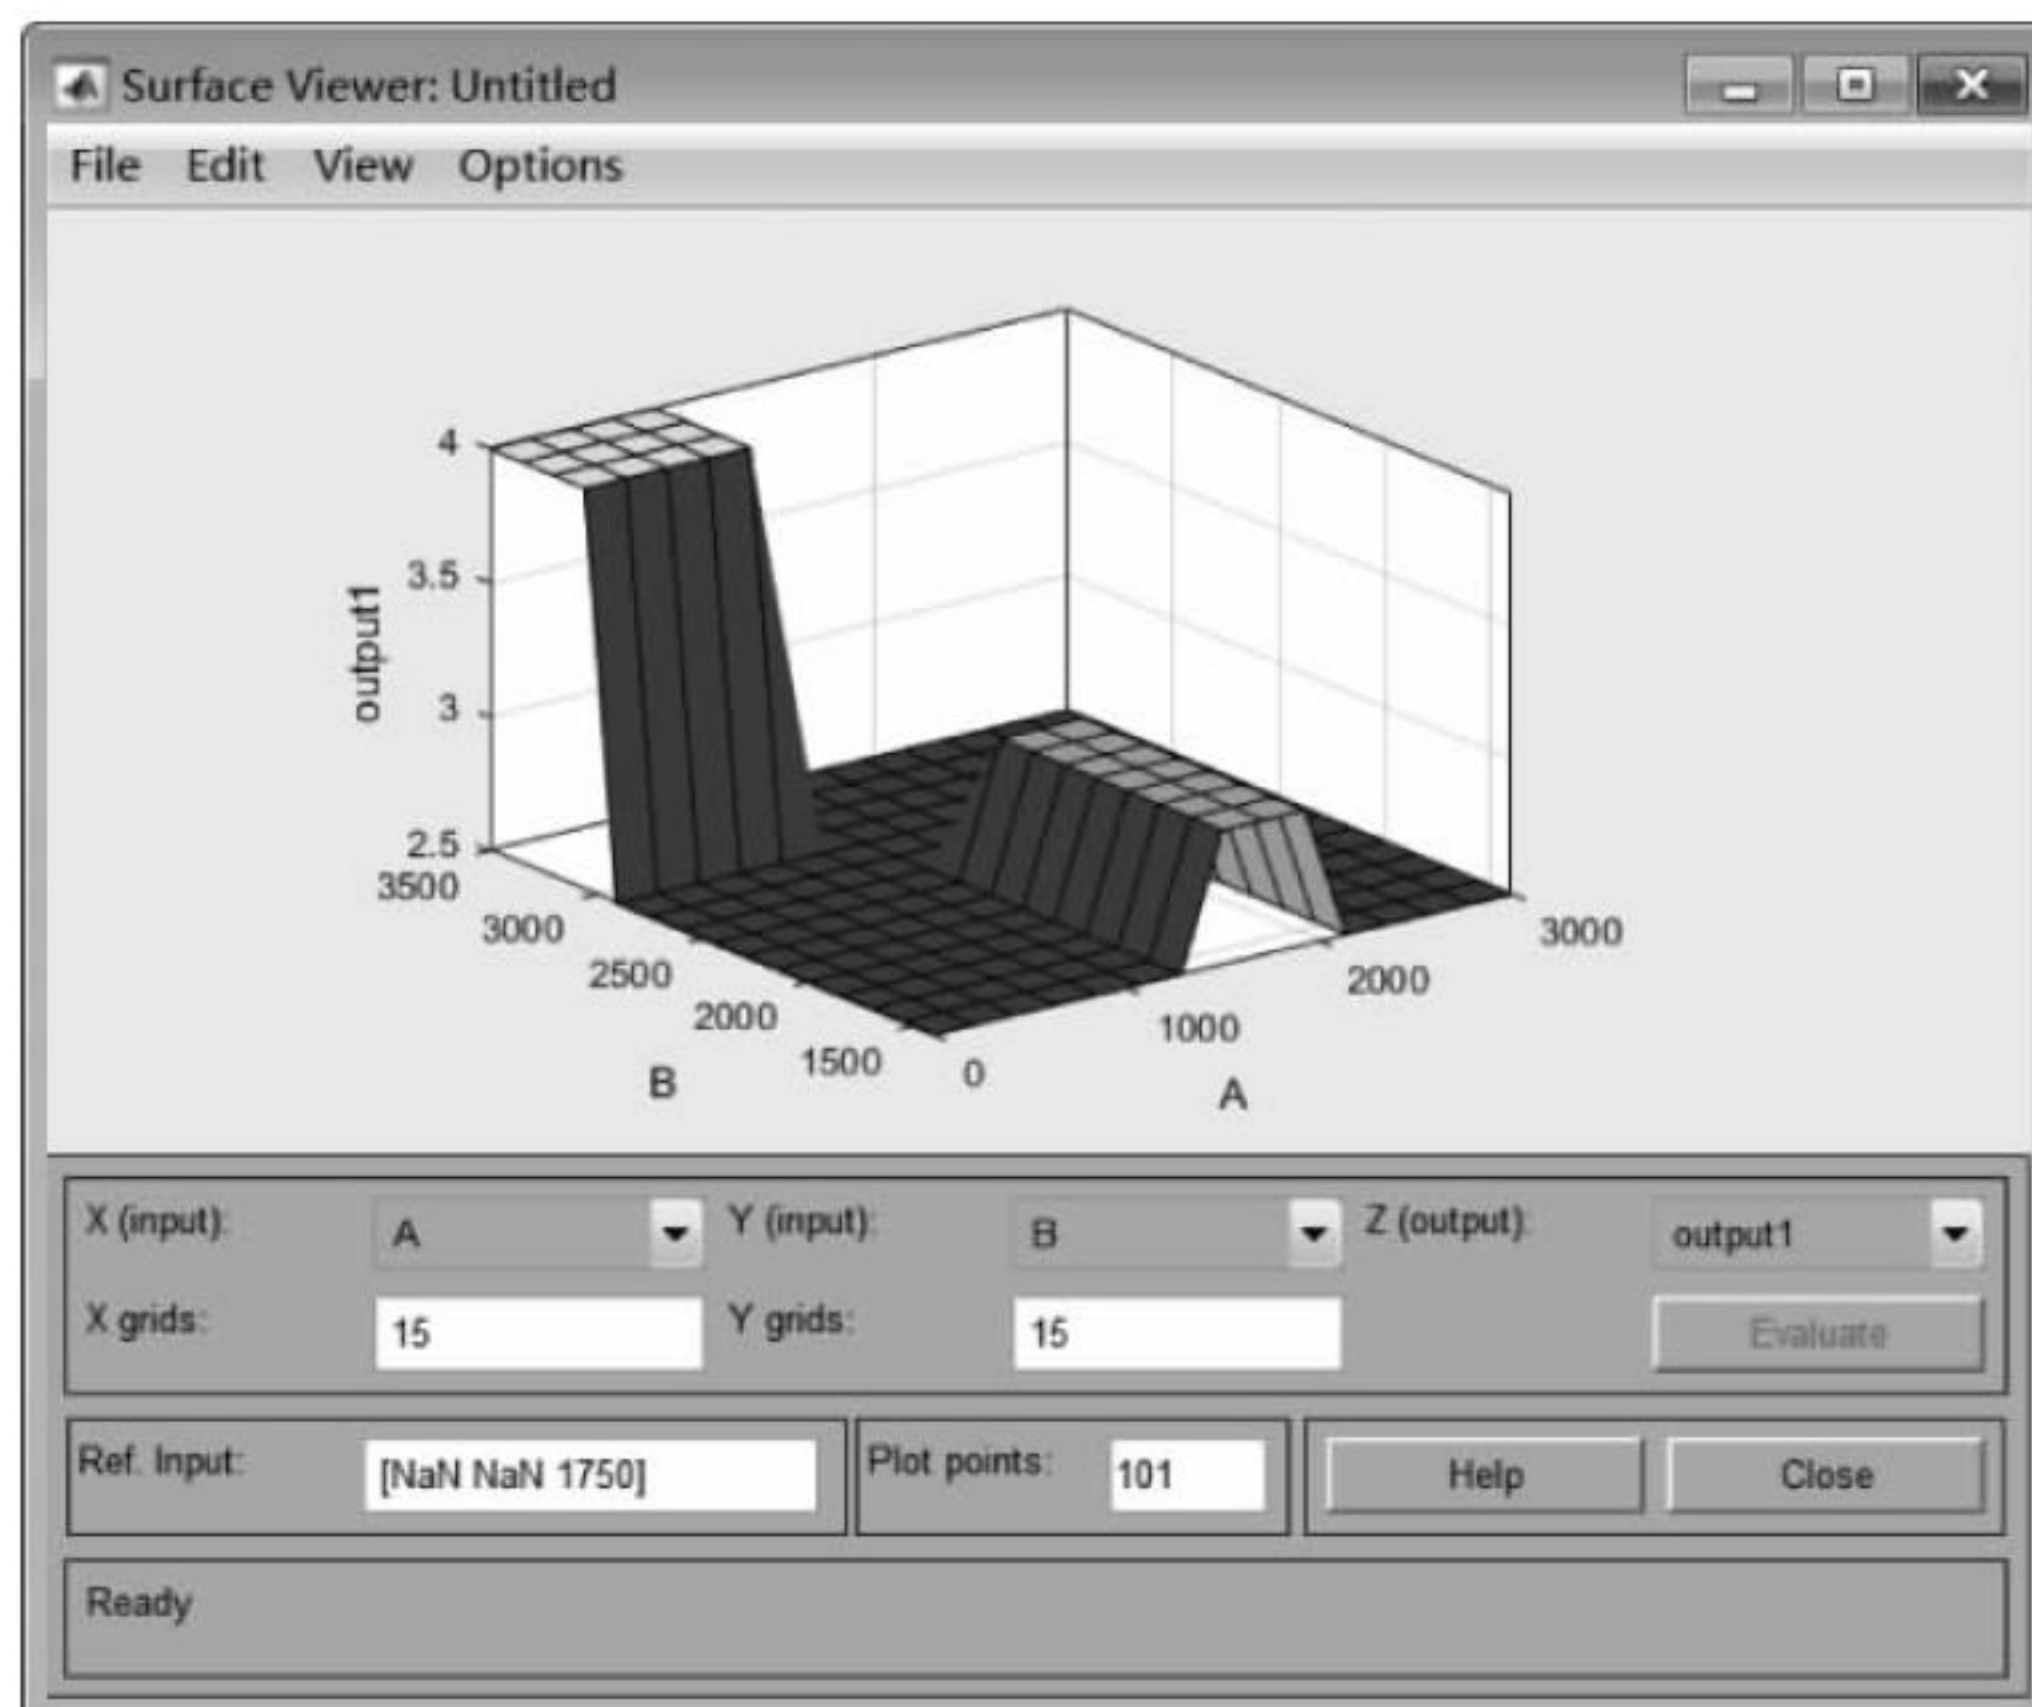 Surface Viewer: Untitled
File Edit View Options
4
3.5
3
2.5
output1
3500
3000
2500
2000
1500
B
0
1000
2000
3000
A
X (input): A Y (input): B Z (output): output1
X grids: 15 Y grids: 15 Evaluate
Ref. Input: [NaN NaN 1750] Plot points: 101 Help Close
Ready